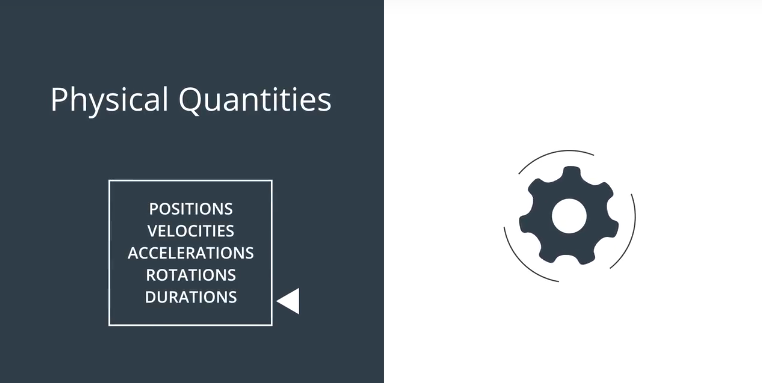 Physical Quantities
POSITIONS
VELOCITIES
ACCELERATIONS
ROTATIONS
DURATIONS